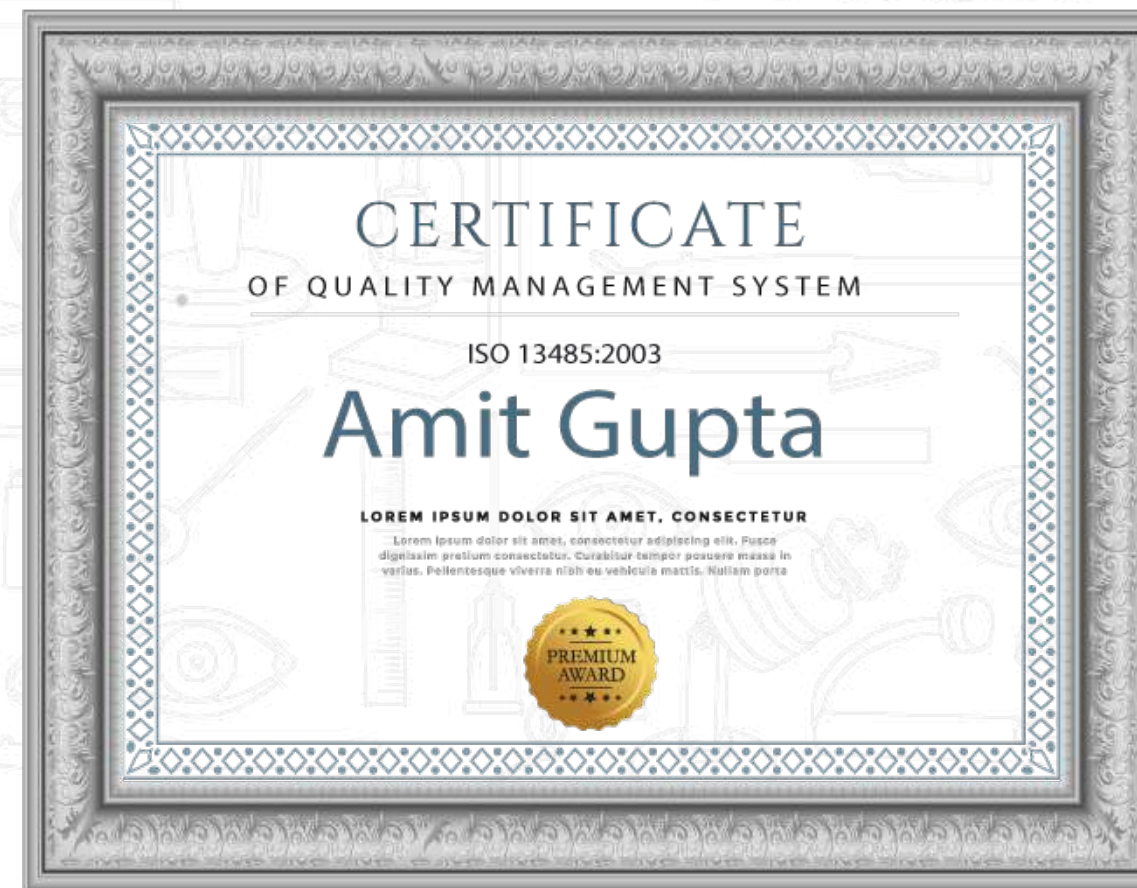 CERTIFICATE
OF QUALITY MANAGEMENT SYSTEM
ISO 13485:2003
Amit Gupta
LOREM IPSUM DOLOR SIT AMET, CONSECTETUR
Lorem ipsum dolor sit amet, consectetur adipiscing elit. Fusce
dignissim pretium consectetur. Curabitur tempor posuere massa in
varius. Pellentesque viverra nibh eu vehicula mattis. Nullam porta
PREMIUM
AWARD